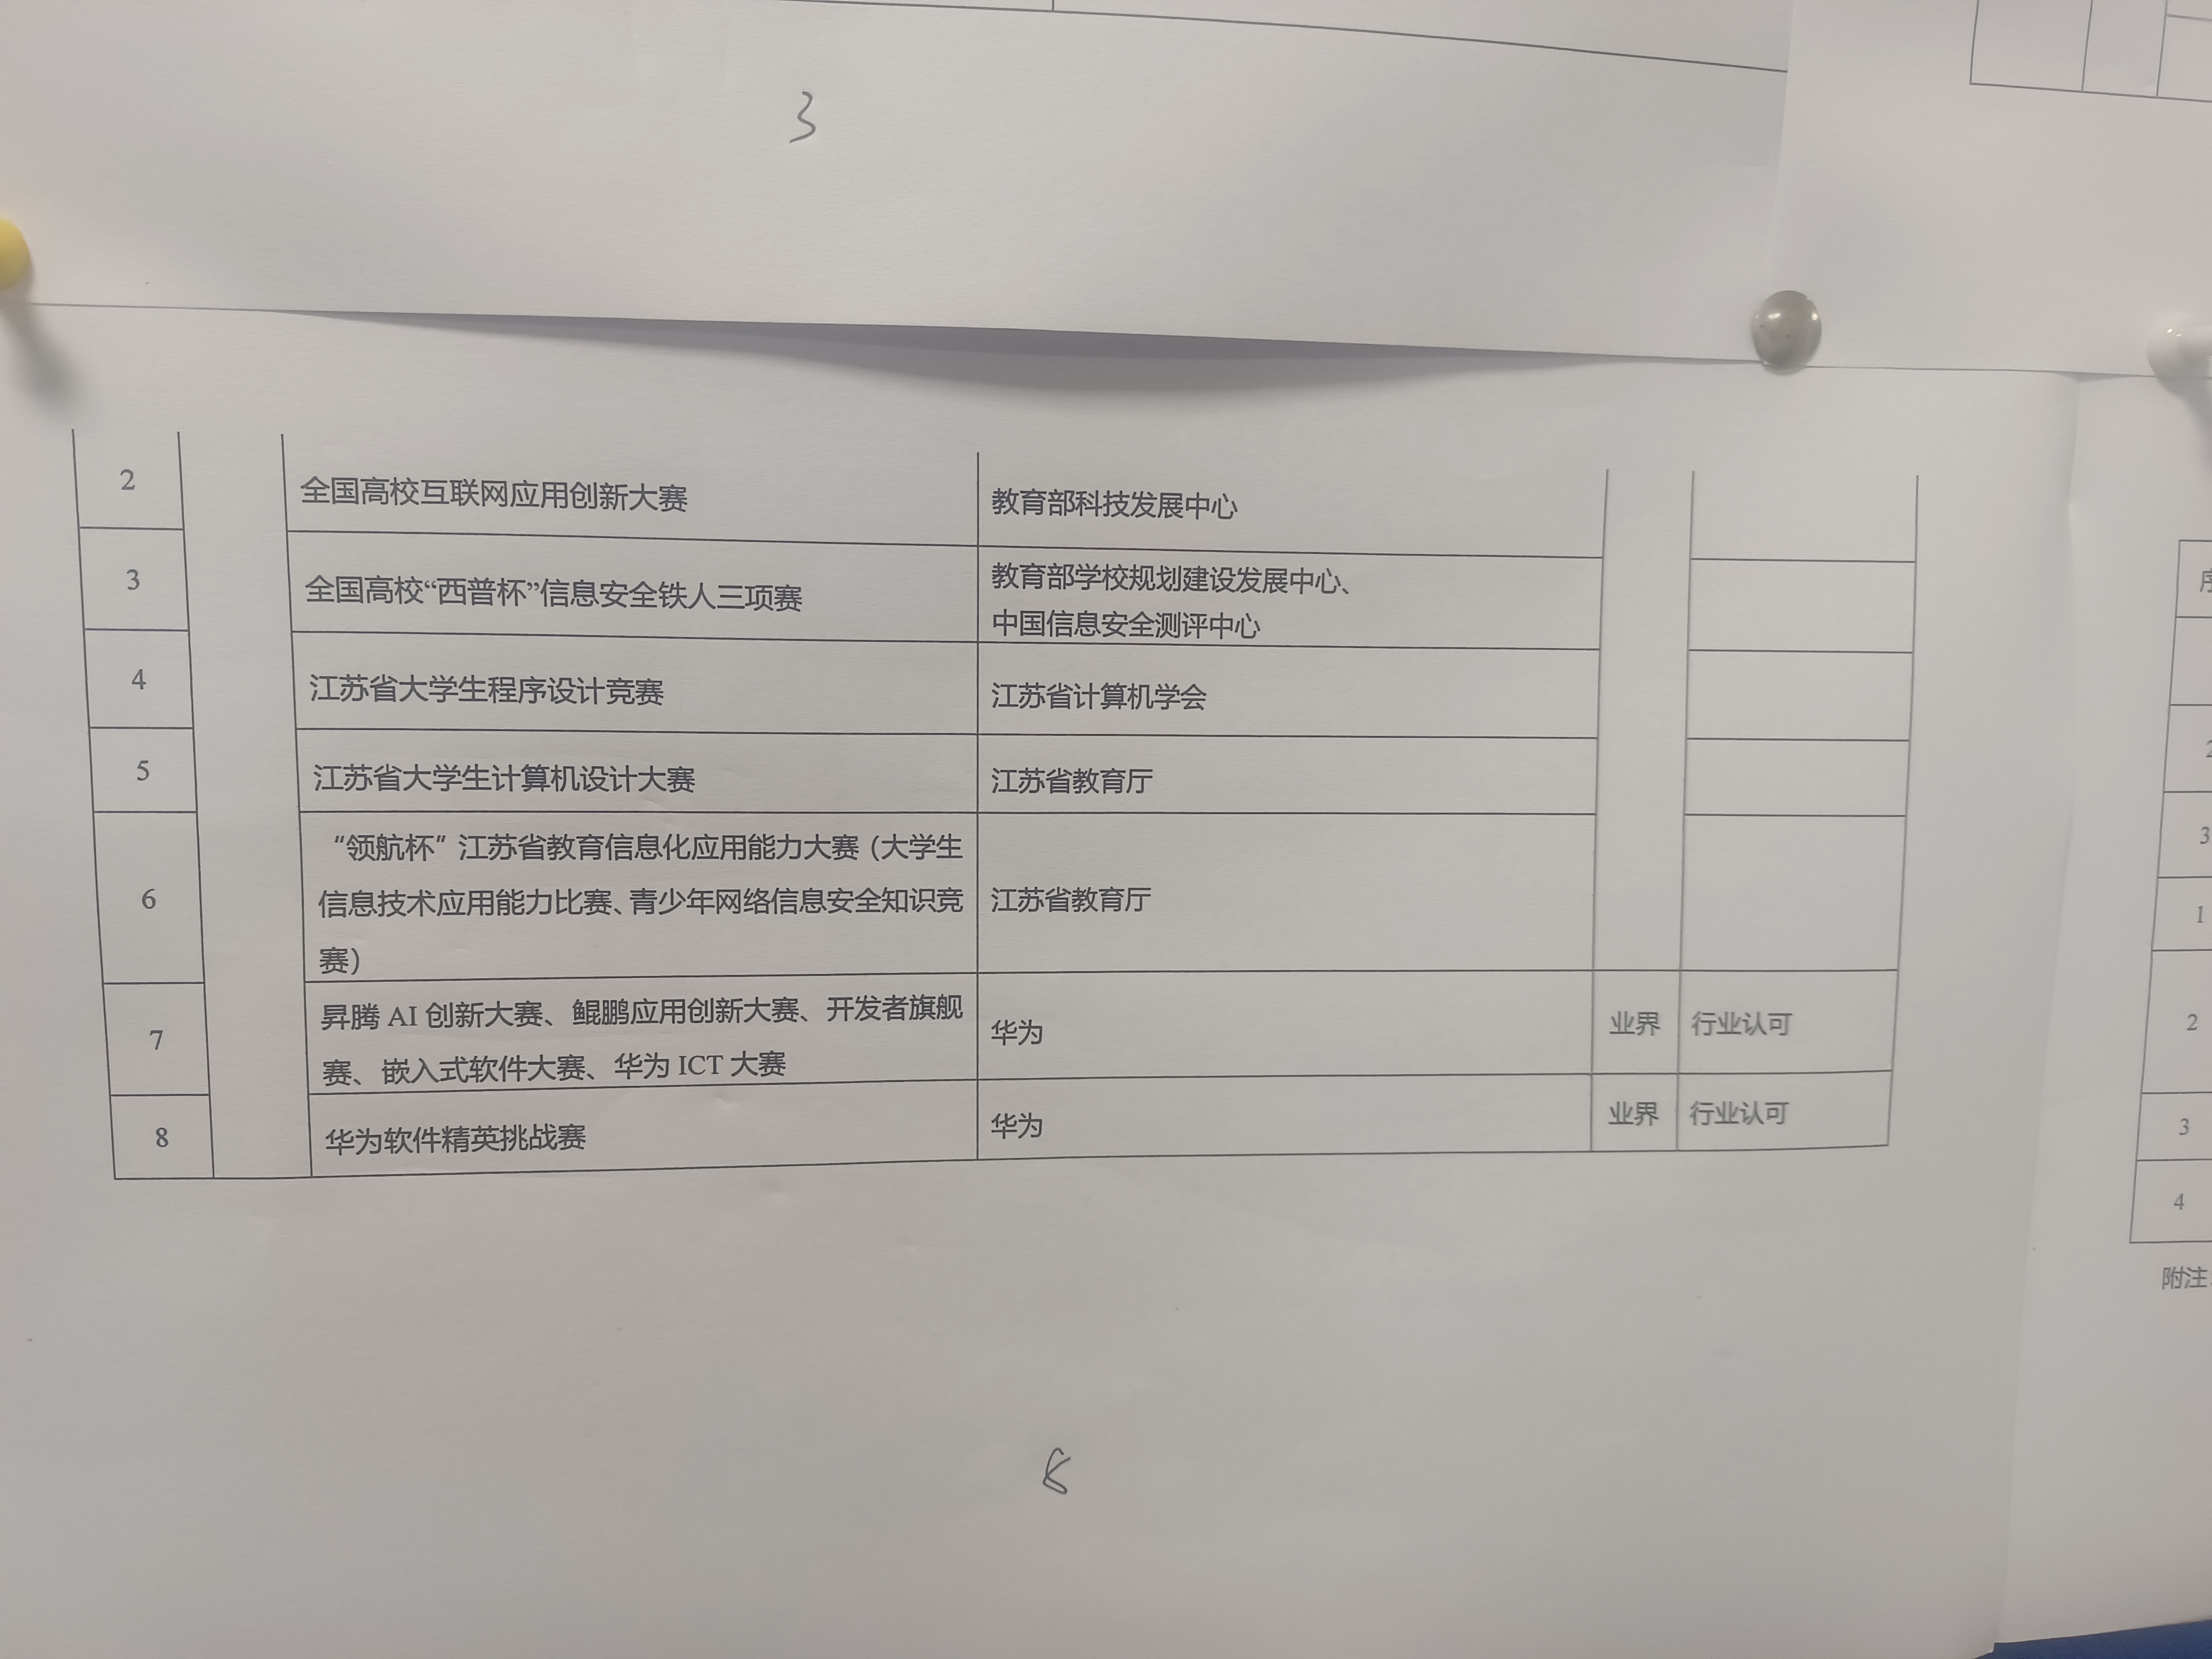 3
2
全国高校互联网应用创新大赛
教育部科技发展中心
3
全国高校“西普杯”信息安全铁人三项赛
教育部学校规划建设发展中心、
中国信息安全测评中心
4
江苏省大学生程序设计竞赛
江苏省计算机学会
5
江苏省大学生计算机设计大赛
江苏省教育厅
6
“领航杯”江苏省教育信息化应用能力大赛（大学生
信息技术应用能力比赛、青少年网络信息安全知识竞
赛）
江苏省教育厅
7
昇腾 AI 创新大赛、鲲鹏应用创新大赛、开发者旗舰
赛、嵌入式软件大赛、华为 ICT 大赛
华为
业界
行业认可
8
华为软件精英挑战赛
华为
业界
行业认可
2
3
1
2
3
4
附注